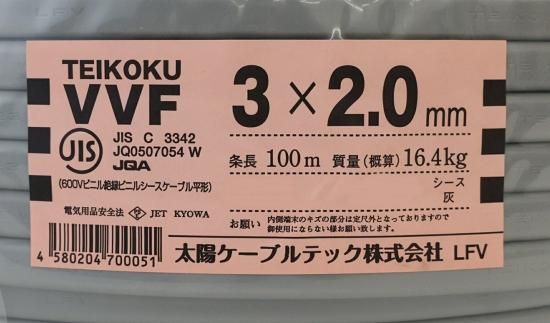 TEIKOKU
VVF
3×2.0mm
JIS
JIS C 3342
JQ0507054 W
JQA
(600Vビニル絶縁ビニルシースケーブル平形)
条長 100m 質量(概算) 16.4kg
シース
灰
電気用品安全法 <PS>E JET KYOWA
お願い 内側端末のキズの部分は定尺外となっておりますので
御使用にならない様お願いいたします。
4 580204 700051
太陽ケーブルテック株式会社 LFV